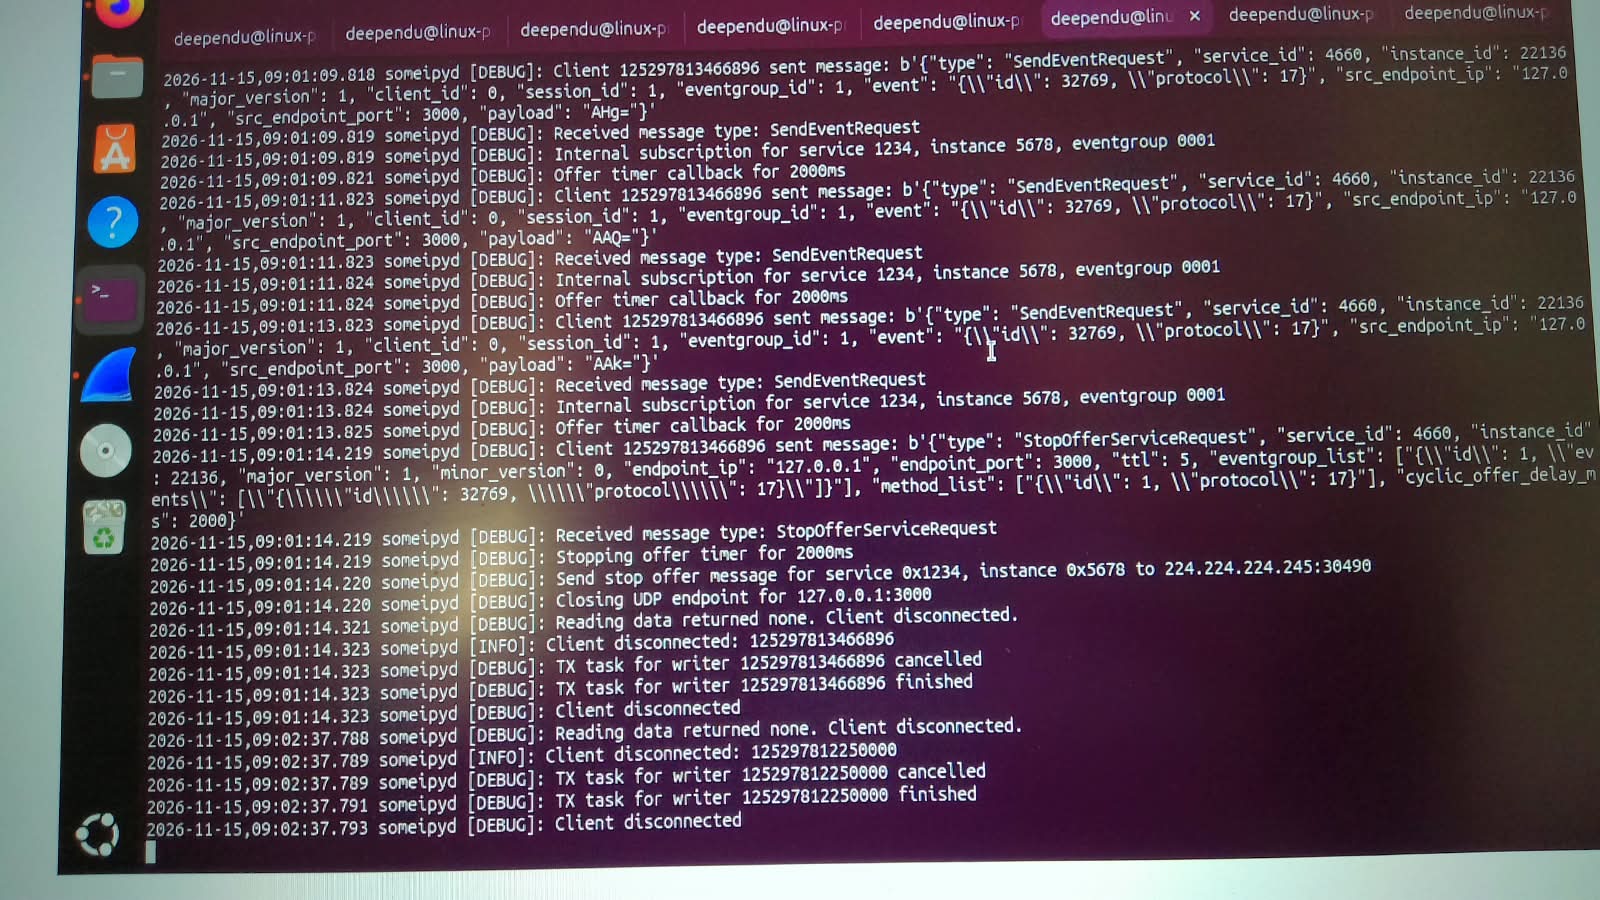 deependu@linux-p deependu@linux-p deependu@linux-p deependu@linux-p deependu@linux-p deependu@linu × deependu@linux-p deependu@linux-p
2026-11-15,09:01:09.818 someipyd [DEBUG]: Client 125297813466896 sent message: b'{"type": "SendEventRequest", "service_id": 4660, "instance_id": 22136
, "major_version": 1, "client_id": 0, "session_id": 1, "eventgroup_id": 1, "event": "{\\"id\\": 32769, \\"protocol\\": 17}", "src_endpoint_ip": "127.0
.0.1", "src_endpoint_port": 3000, "payload": "AHg="}'
2026-11-15,09:01:09.819 someipyd [DEBUG]: Received message type: SendEventRequest
2026-11-15,09:01:09.819 someipyd [DEBUG]: Internal subscription for service 1234, instance 5678, eventgroup 0001
2026-11-15,09:01:09.821 someipyd [DEBUG]: Offer timer callback for 2000ms
2026-11-15,09:01:11.823 someipyd [DEBUG]: Client 125297813466896 sent message: b'{"type": "SendEventRequest", "service_id": 4660, "instance_id": 22136
, "major_version": 1, "client_id": 0, "session_id": 1, "eventgroup_id": 1, "event": "{\\"id\\": 32769, \\"protocol\\": 17}", "src_endpoint_ip": "127.0
.0.1", "src_endpoint_port": 3000, "payload": "AAQ="}'
2026-11-15,09:01:11.823 someipyd [DEBUG]: Received message type: SendEventRequest
2026-11-15,09:01:11.824 someipyd [DEBUG]: Internal subscription for service 1234, instance 5678, eventgroup 0001
2026-11-15,09:01:11.824 someipyd [DEBUG]: Offer timer callback for 2000ms
2026-11-15,09:01:13.823 someipyd [DEBUG]: Client 125297813466896 sent message: b'{"type": "SendEventRequest", "service_id": 4660, "instance_id": 22136
, "major_version": 1, "client_id": 0, "session_id": 1, "eventgroup_id": 1, "event": "{\\"id\\": 32769, \\"protocol\\": 17}", "src_endpoint_ip": "127.0
.0.1", "src_endpoint_port": 3000, "payload": "AAk="}'
2026-11-15,09:01:13.824 someipyd [DEBUG]: Received message type: SendEventRequest
2026-11-15,09:01:13.824 someipyd [DEBUG]: Internal subscription for service 1234, instance 5678, eventgroup 0001
2026-11-15,09:01:13.825 someipyd [DEBUG]: Offer timer callback for 2000ms
2026-11-15,09:01:14.219 someipyd [DEBUG]: Client 125297813466896 sent message: b'{"type": "StopOfferServiceRequest", "service_id": 4660, "instance_id"
: 22136, "major_version": 1, "minor_version": 0, "endpoint_ip": "127.0.0.1", "endpoint_port": 3000, "ttl": 5, "eventgroup_list": ["{\\"id\\": 1, \\"ev
ents\\": [\\"{\\\\\\"id\\\\\\": 32769, \\\\\\"protocol\\\\\\": 17}\\"]}"], "method_list": ["{\\"id\\": 1, \\"protocol\\": 17}"], "cyclic_offer_delay_m
s": 2000}'
2026-11-15,09:01:14.219 someipyd [DEBUG]: Received message type: StopOfferServiceRequest
2026-11-15,09:01:14.219 someipyd [DEBUG]: Stopping offer timer for 2000ms
2026-11-15,09:01:14.220 someipyd [DEBUG]: Send stop offer message for service 0x1234, instance 0x5678 to 224.224.224.245:30490
2026-11-15,09:01:14.220 someipyd [DEBUG]: Closing UDP endpoint for 127.0.0.1:3000
2026-11-15,09:01:14.321 someipyd [DEBUG]: Reading data returned none. Client disconnected.
2026-11-15,09:01:14.323 someipyd [INFO]: Client disconnected: 125297813466896
2026-11-15,09:01:14.323 someipyd [DEBUG]: TX task for writer 125297813466896 cancelled
2026-11-15,09:01:14.323 someipyd [DEBUG]: TX task for writer 125297813466896 finished
2026-11-15,09:01:14.323 someipyd [DEBUG]: Client disconnected
2026-11-15,09:02:37.788 someipyd [DEBUG]: Reading data returned none. Client disconnected.
2026-11-15,09:02:37.789 someipyd [INFO]: Client disconnected: 125297812250000
2026-11-15,09:02:37.789 someipyd [DEBUG]: TX task for writer 125297812250000 cancelled
2026-11-15,09:02:37.791 someipyd [DEBUG]: TX task for writer 125297812250000 finished
2026-11-15,09:02:37.793 someipyd [DEBUG]: Client disconnected